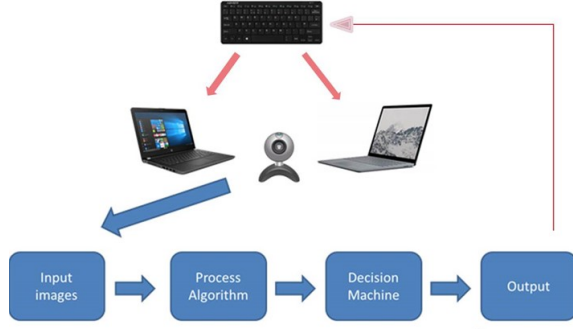 Input
images
Process
Algorithm
Decision
Machine
Output